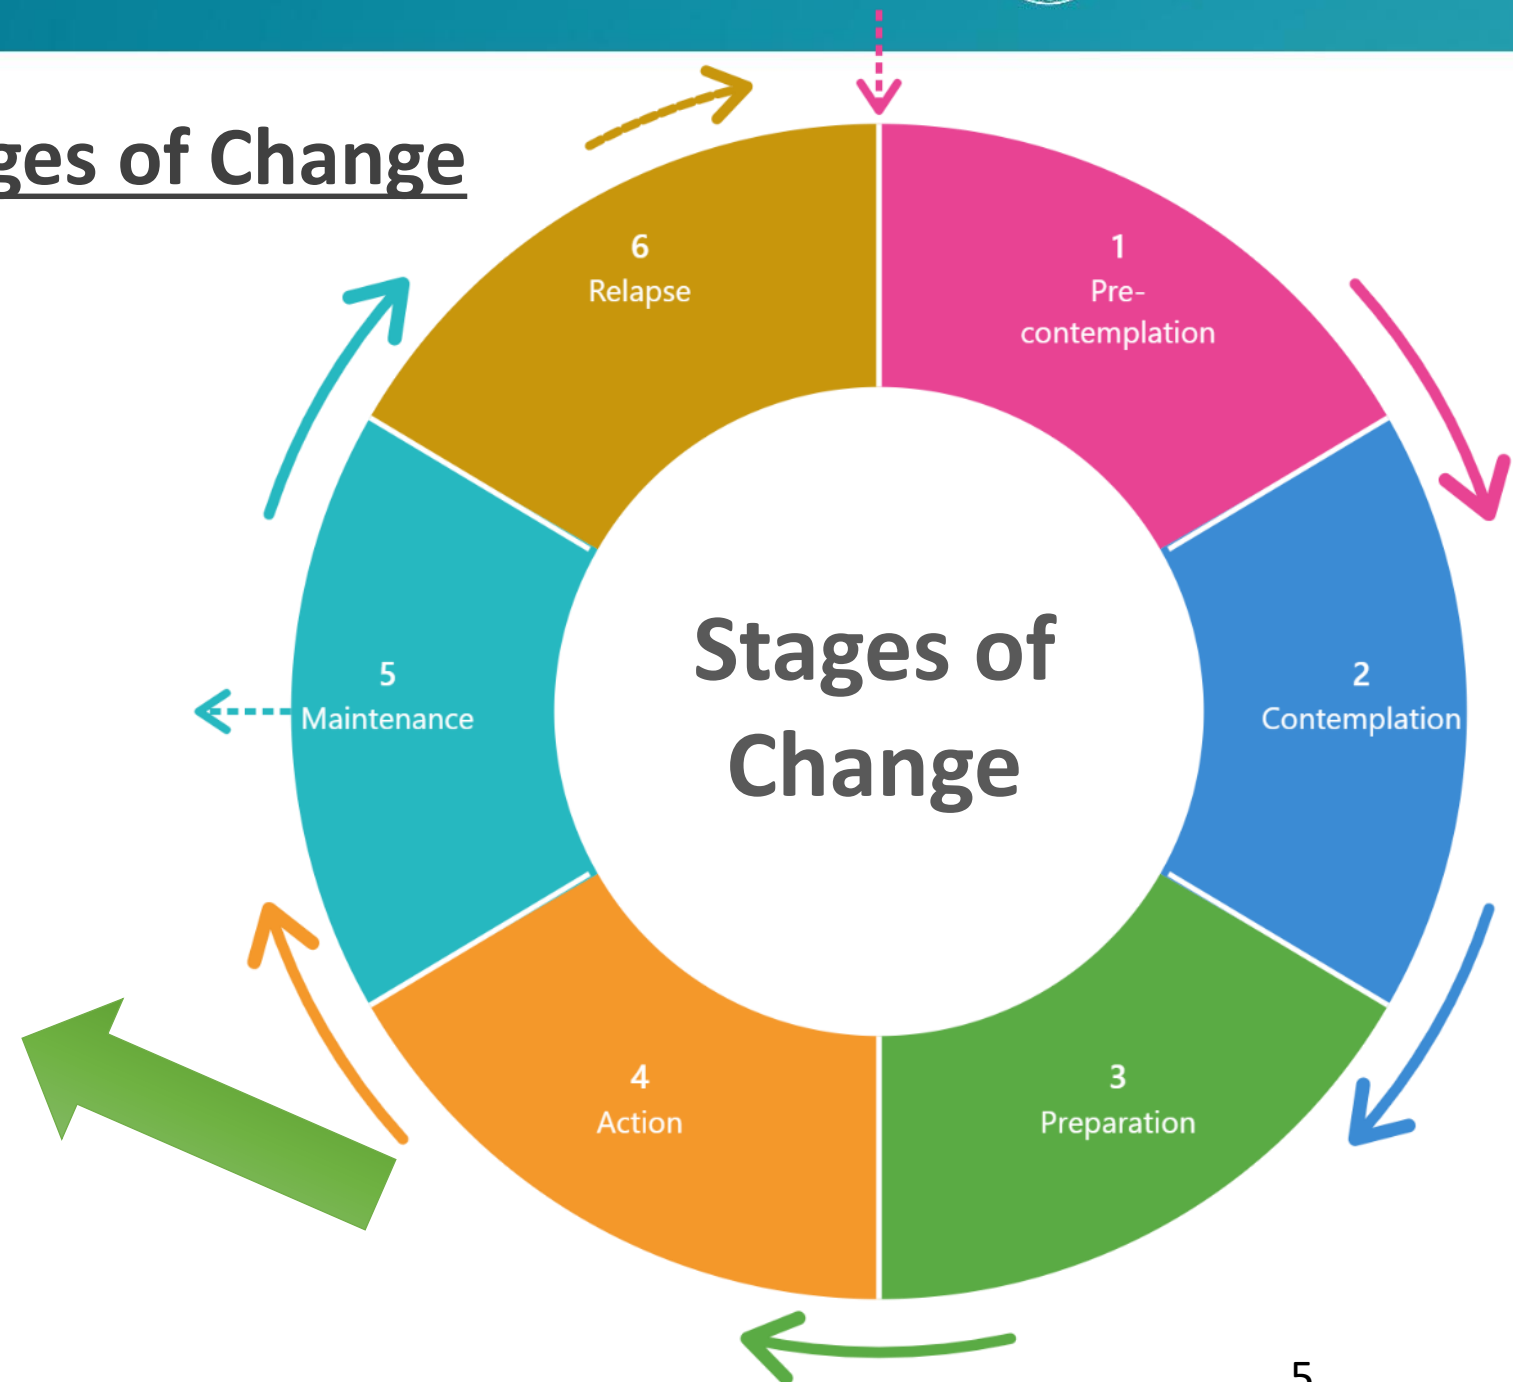 ges of Change
6
Relapse
1
Pre-
contemplation
5
Maintenance
Stages of
Change
2
Contemplation
4
Action
3
Preparation
5